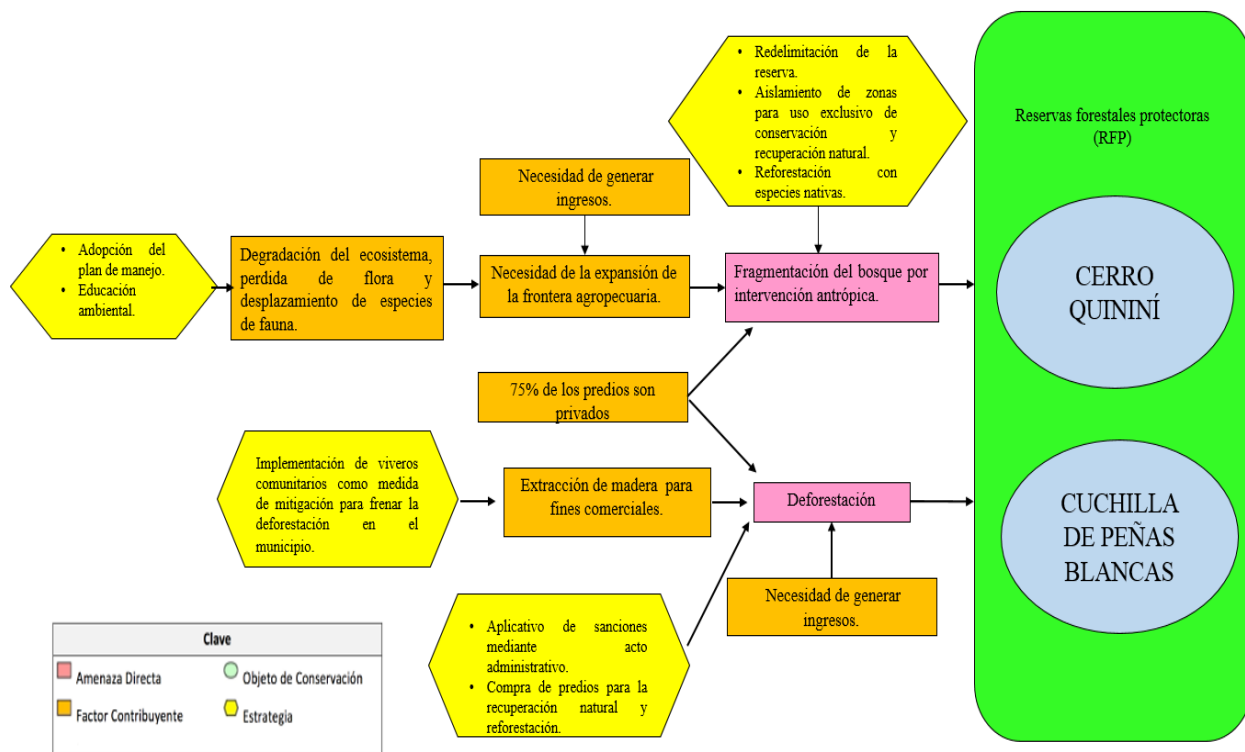 • Redelimitación de la
reserva.
• Aislamiento de zonas
para uso exclusivo de
conservación y
recuperación natural.
• Reforestación con
especies nativas.
Reservas forestales protectoras
(RFP)
Necesidad de generar
ingresos.
• Adopción del
plan de manejo.
• Educación
ambiental.
Degradación del ecosistema,
perdida de flora y
desplazamiento de especies
de fauna.
Necesidad de la expansión de
la frontera agropecuaria.
Fragmentación del bosque por
intervención antrópica.
CERRO
QUININÍ
75% de los predios son
privados
Implementación de viveros
comunitarios como medida
de mitigación para frenar la
deforestación en el
municipio.
Extracción de madera para
fines comerciales.
Deforestación
CUCHILLA
DE PEÑAS
BLANCAS
Necesidad de generar
ingresos.
• Aplicativo de sanciones
mediante acto
administrativo.
• Compra de predios para la
recuperación natural y
reforestación.
Clave
Amenaza Directa
Objeto de Conservación
Factor Contribuyente
Estrategia